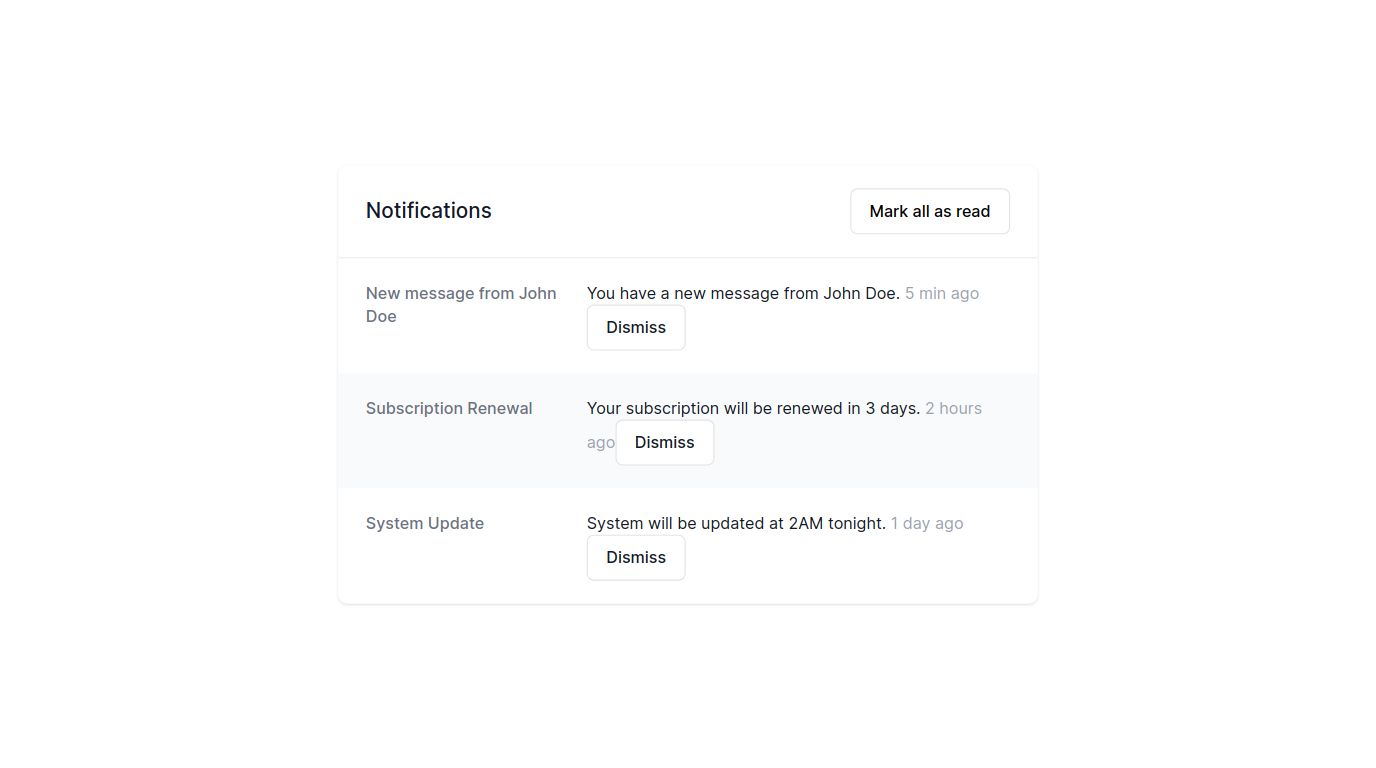 Notifications
Mark all as read
New message from John
Doe
You have a new message from John Doe. 5 min ago
Dismiss
Subscription Renewal
Your subscription will be renewed in 3 days. 2 hours
ago
Dismiss
System Update
System will be updated at 2AM tonight. 1 day ago
Dismiss